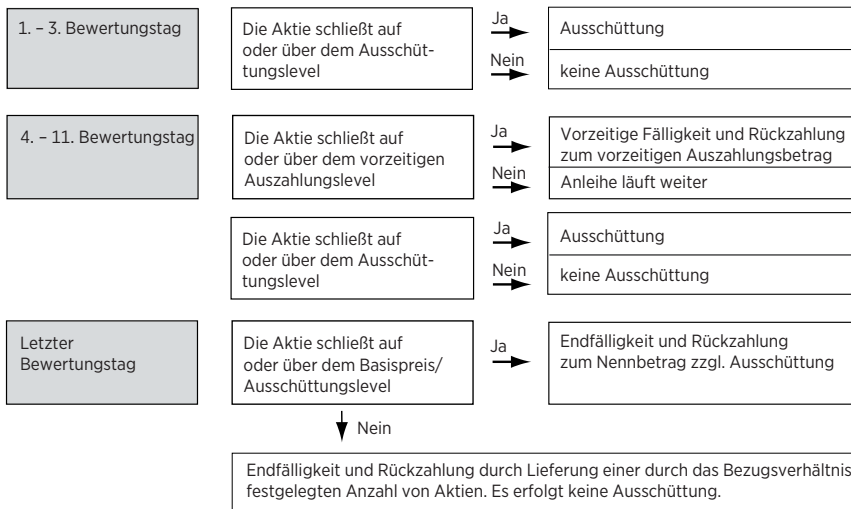 1. – 3. Bewertungstag
Die Aktie schließt auf
oder über dem Ausschüt-
tungslevel
Ja
Ausschüttung
Nein
keine Ausschüttung
4. – 11. Bewertungstag
Die Aktie schließt auf
oder über dem vorzeitigen
Auszahlungslevel
Ja
Vorzeitige Fälligkeit und Rückzahlung
zum vorzeitigen Auszahlungsbetrag
Nein
Anleihe läuft weiter
Die Aktie schließt auf
oder über dem Ausschüt-
tungslevel
Ja
Ausschüttung
Nein
keine Ausschüttung
Letzter
Bewertungstag
Die Aktie schließt auf
oder über dem Basispreis/
Ausschüttungslevel
Ja
Endfälligkeit und Rückzahlung
zum Nennbetrag zzgl. Ausschüttung
Nein
Endfälligkeit und Rückzahlung durch Lieferung einer durch das Bezugsverhältnis
festgelegten Anzahl von Aktien. Es erfolgt keine Ausschüttung.